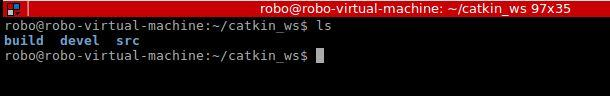 robo@robo-virtual-machine: ~/catkin_ws 97x35
robo@robo-virtual-machine:~/catkin_ws$ ls
build  devel  src
robo@robo-virtual-machine:~/catkin_ws$